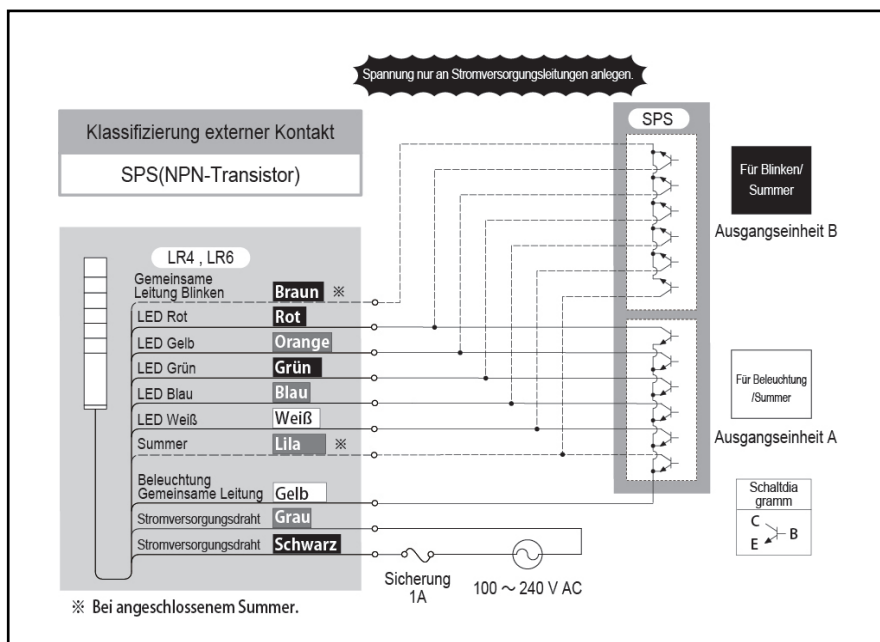 Spannung nur an Stromversorgungsleitungen anlegen.
Klassifizierung externer Kontakt
SPS(NPN-Transistor)
SPS
Für Blinken/
Summer
Ausgangseinheit B
LR4 , LR6
Gemeinsame
Leitung Blinken
Braun ※
LED Rot
Rot
LED Gelb
Orange
LED Grün
Grün
LED Blau
Blau
LED Weiß
Weiß
Summer
Lila ※
Beleuchtung
Gemeinsame Leitung
Gelb
Stromversorgungsdraht
Grau
Stromversorgungsdraht
Schwarz
Für Beleuchtung
/Summer
Ausgangseinheit A
Schaltdia
gramm
C
E
B
Sicherung
1A
100 ～ 240 V AC
※ Bei angeschlossenem Summer.